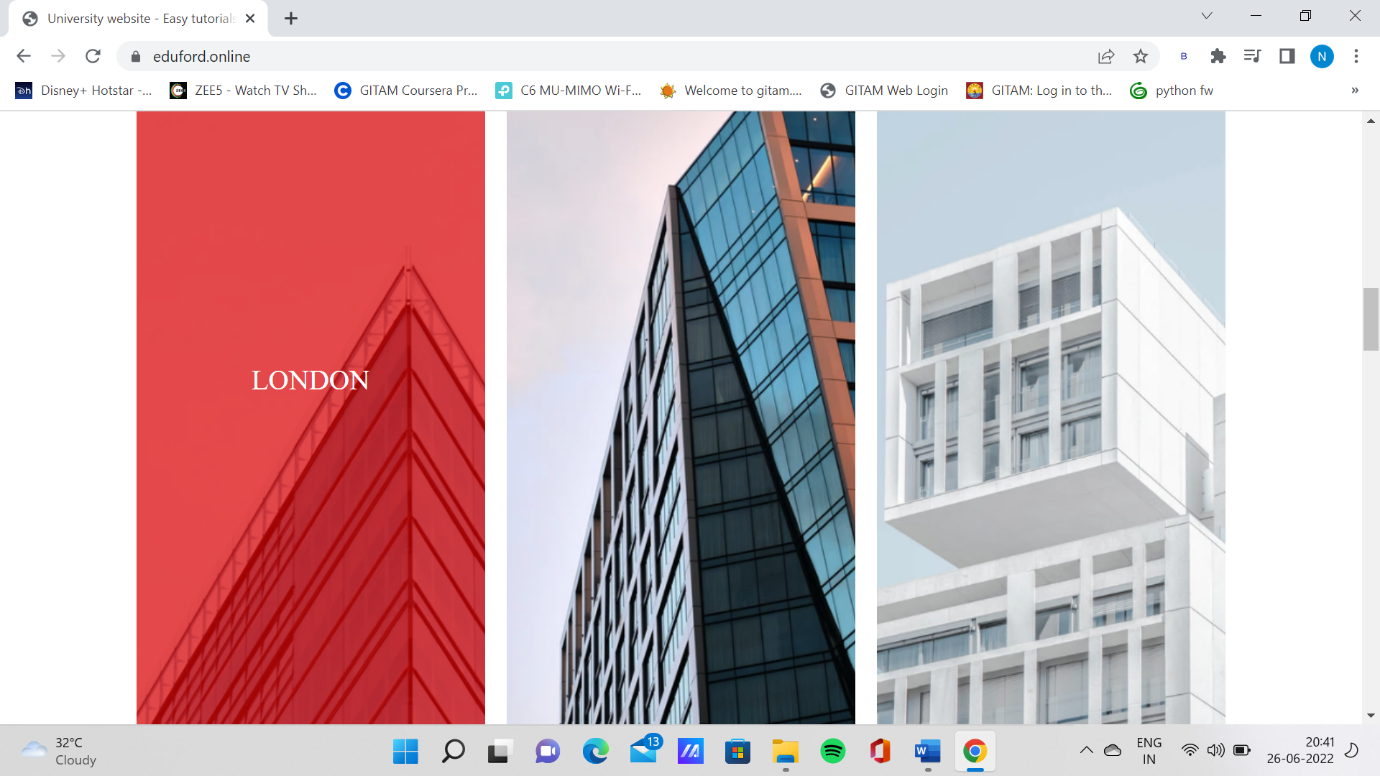 University website - Easy tutorials
eduford.online
B
N
Disney+ Hotstar -...
ZEE5 - Watch TV Sh...
GITAM Coursera Pr...
C6 MU-MIMO Wi-F...
Welcome to gitam....
GITAM Web Login
GITAM: Log in to th...
python fw
»
LONDON
32°C
Cloudy
13
ENG
IN
20:41
26-06-2022